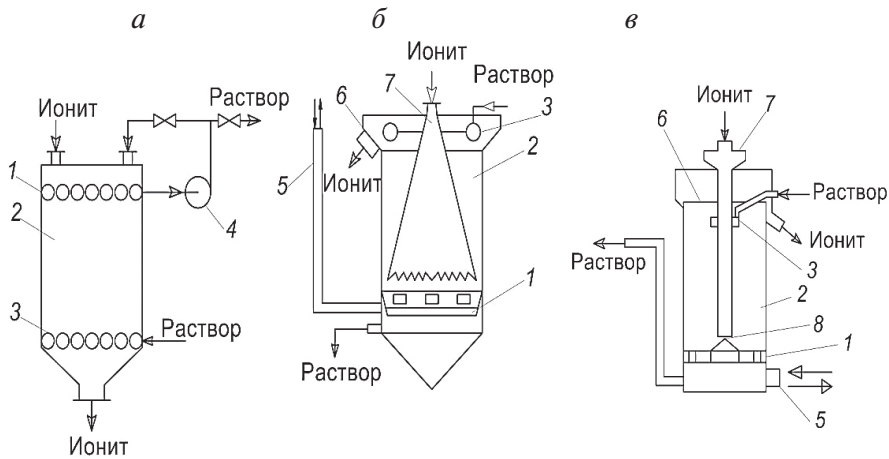 а
Ионит
Раствор
1
2
4
3
Раствор
Ионит
б
Ионит
7
Раствор
6
3
2
5
Ионит
1
Раствор
в
Ионит
7
6
Раствор
Раствор
Ионит
3
2
8
1
5